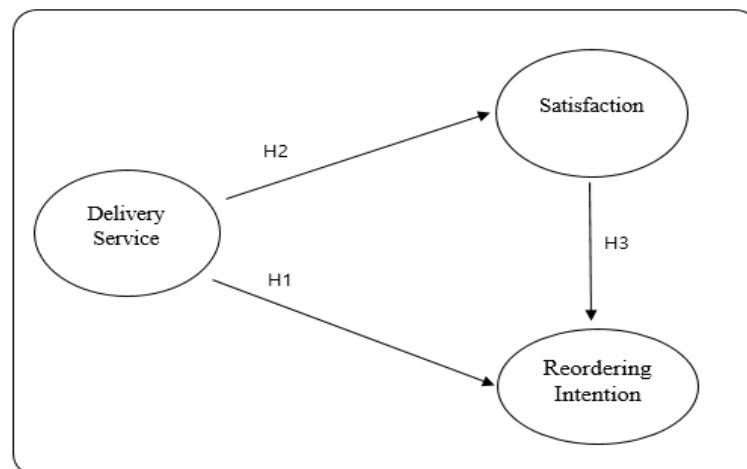 Satisfaction
H2
Delivery
Service
H3
H1
Reordering
Intention